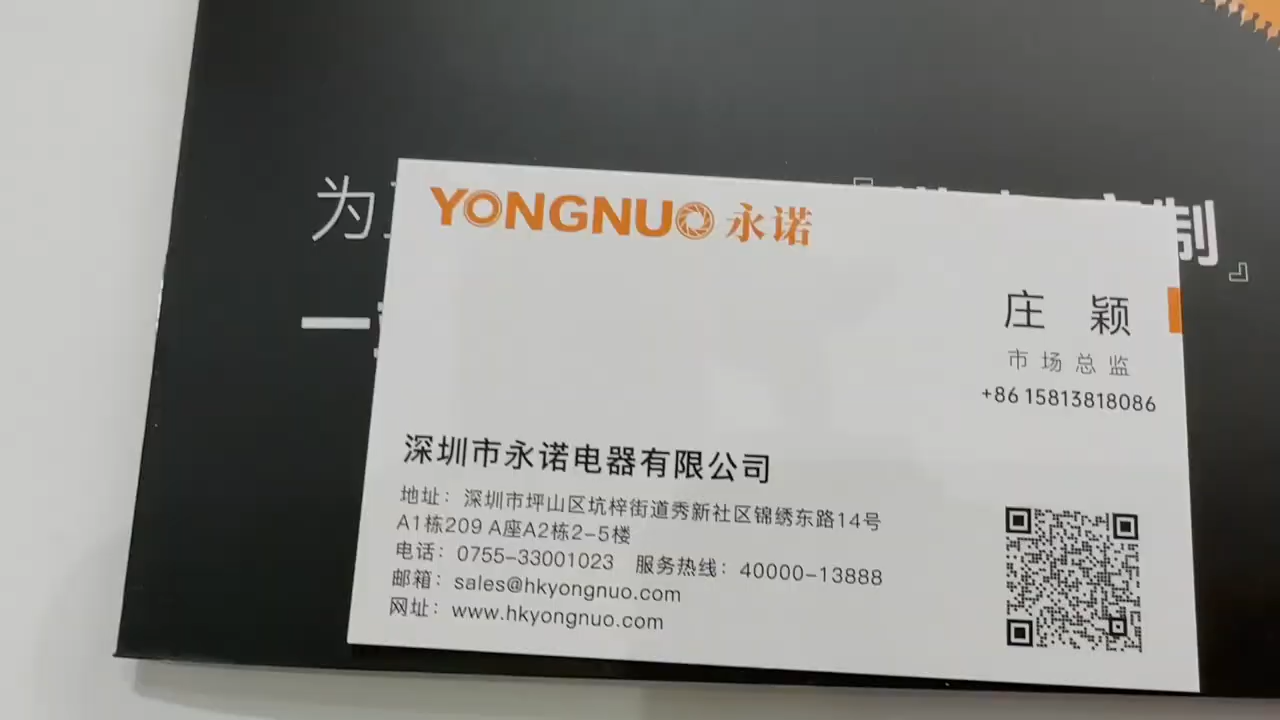 为
制』
一
YONGNUO 永诺
庄 颖
市场总监
+86 15813818086
深圳市永诺电器有限公司
地址：深圳市坪山区坑梓街道秀新社区锦绣东路14号
A1栋209 A座A2栋2-5楼
电话：0755-33001023 服务热线：40000-13888
邮箱：sales@hkyongnuo.com
网址：www.hkyongnuo.com